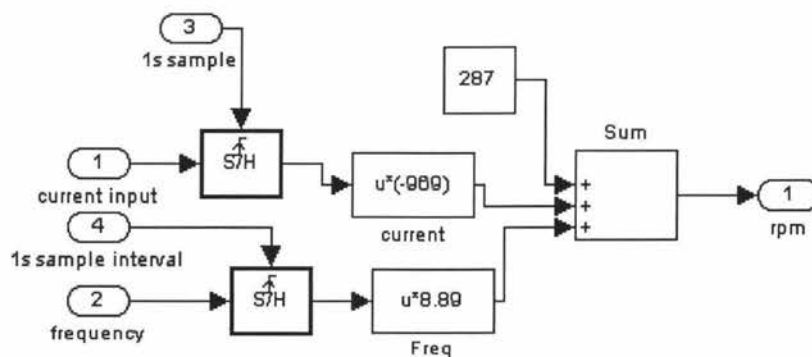 3
1s sample
287
Sum
1
S/H
u*(-969)
+
+
+
1
current input
current
rpm
4
1s sample interval
2
S/H
u*8.89
frequency
Freq